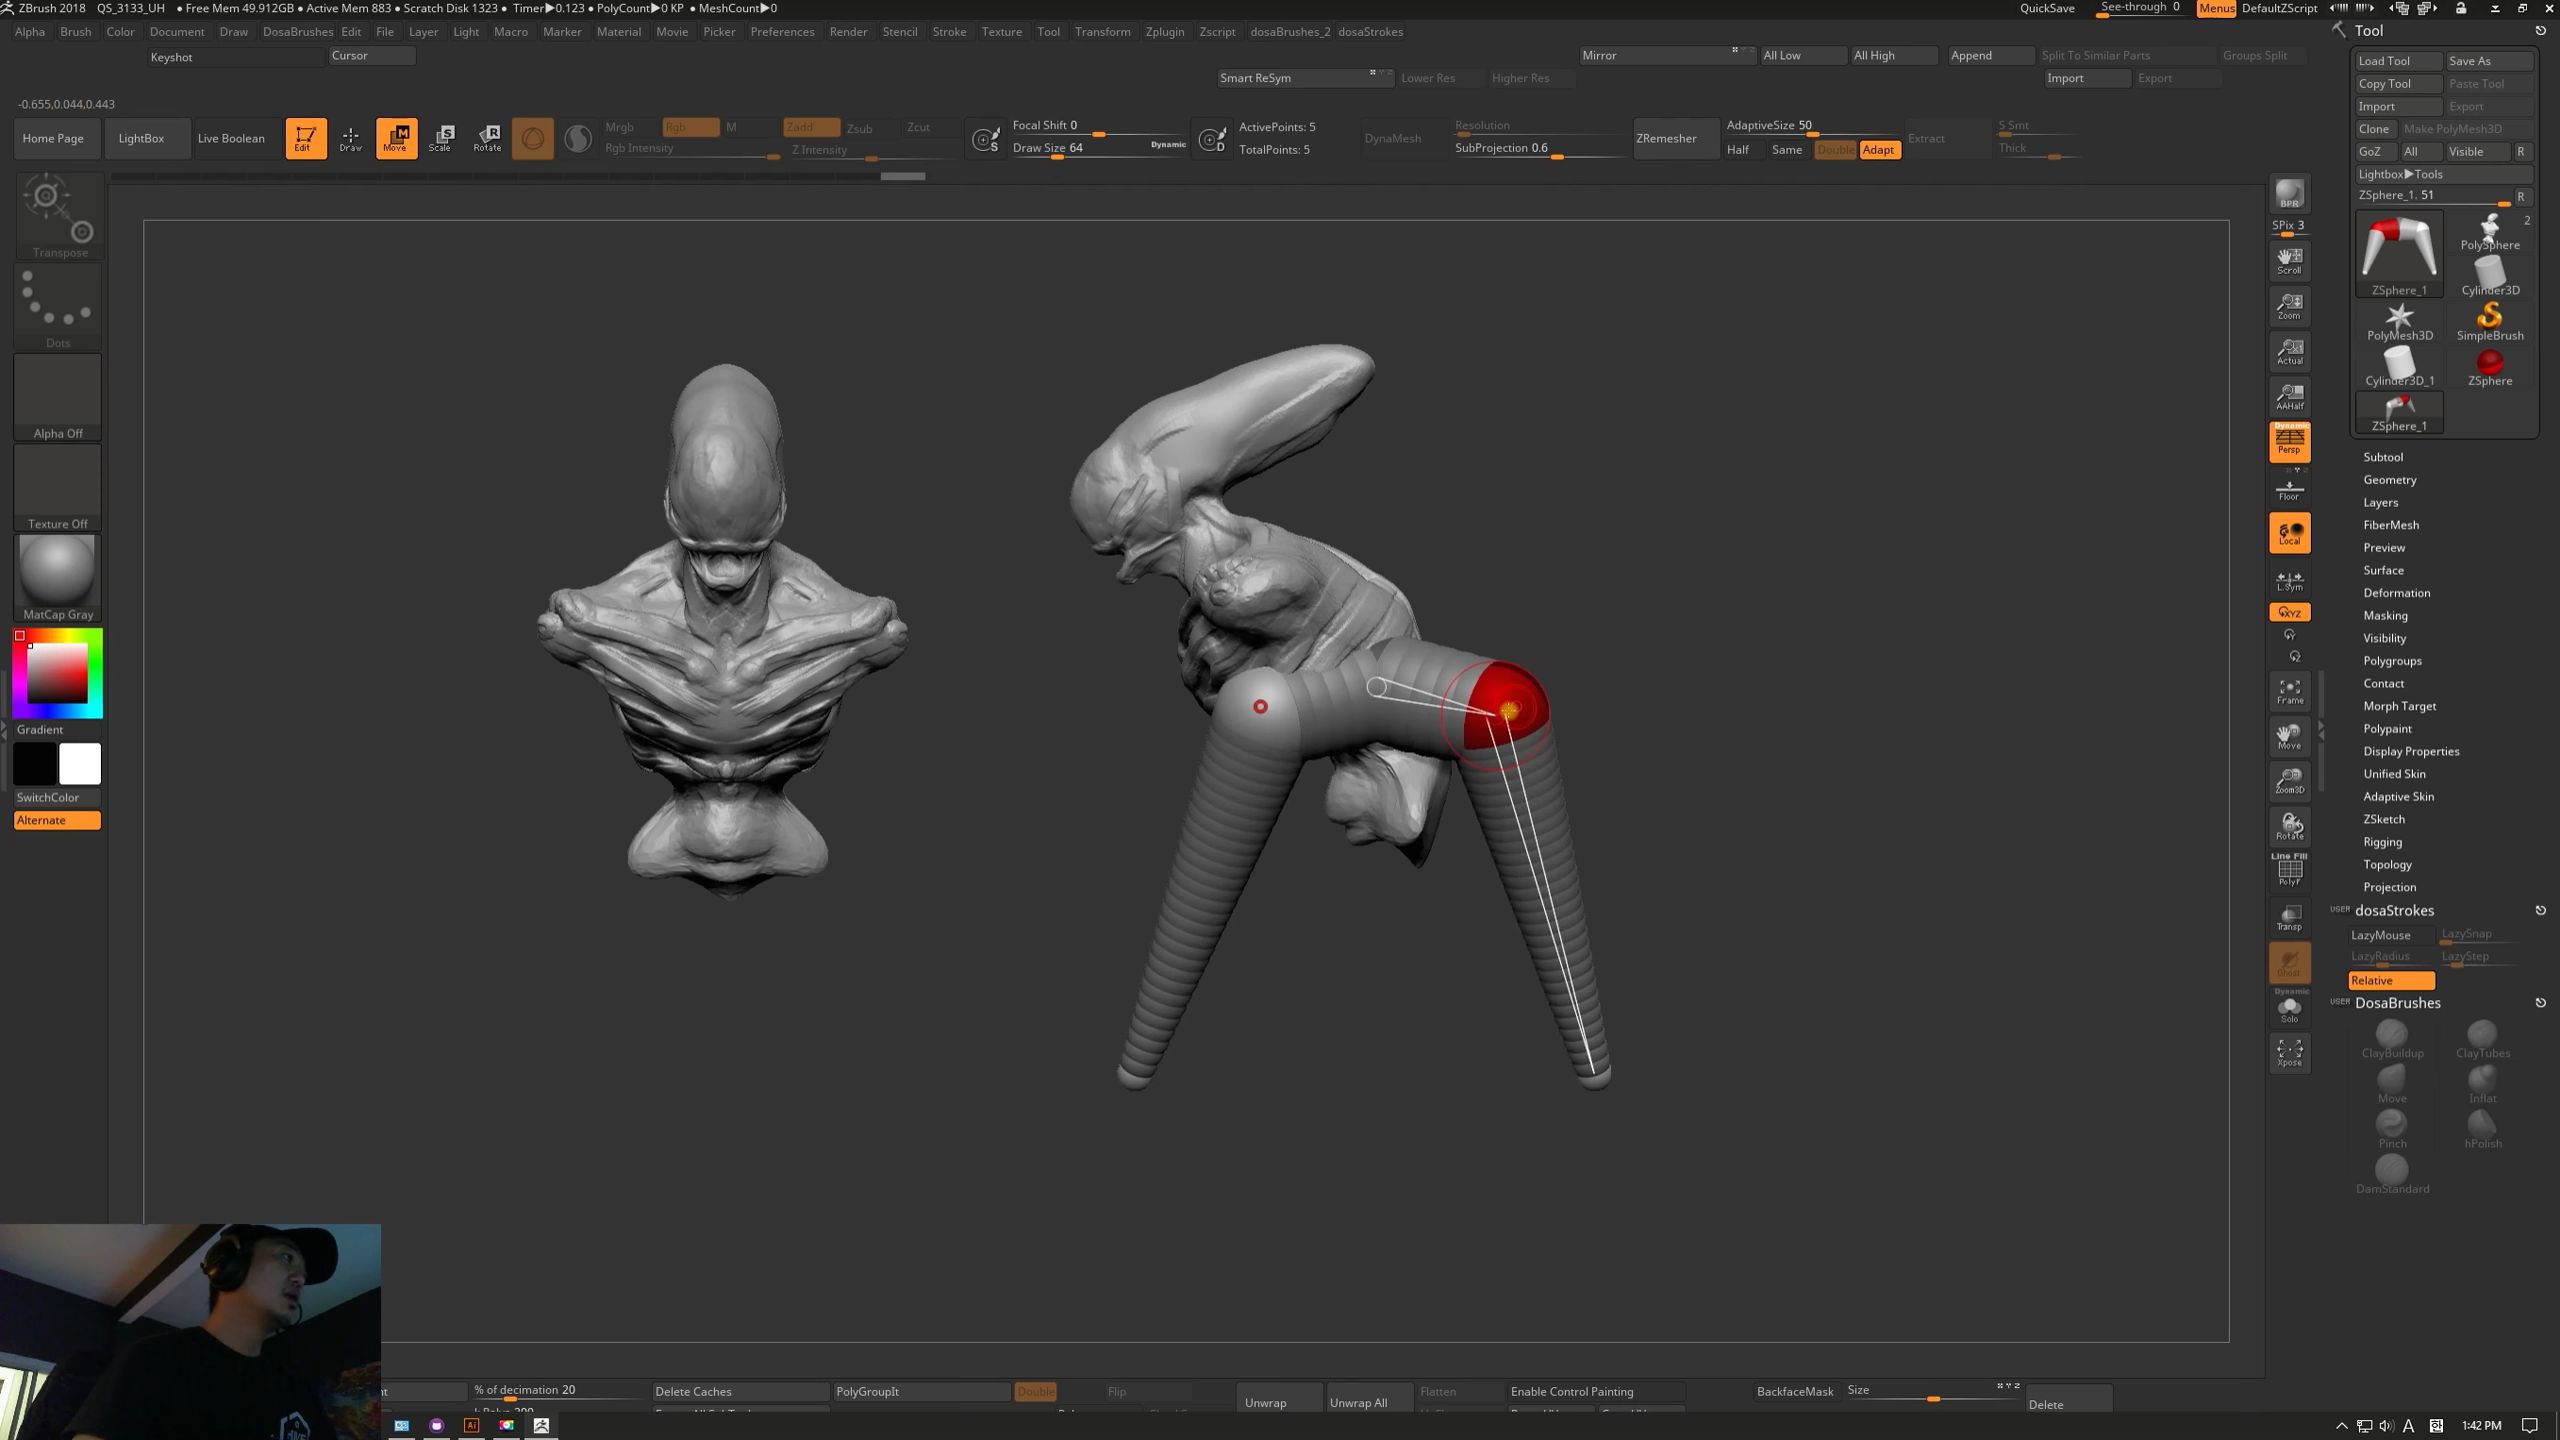 ZBrush 2018 QS_3133_UH ● Free Mem 49.912GB ● Active Mem 883 ● Scratch Disk 1323 ● Timer▶0.123 ● PolyCount▶0 KP ● MeshCount▶0 QuickSave See-through 0 Menus DefaultZScript
Alpha Brush Color Document Draw DosaBrushes Edit File Layer Light Macro Marker Material Movie Picker Preferences Render Stencil Stroke Texture Tool Transform Zplugin Zscript dosaBrushes_2 dosaStrokes
Keyshot Cursor Mirror All Low All High Append Split To Similar Parts Groups Split
Smart ReSym Lower Res Higher Res Import Export
-0.655,0.044,0.443
Home Page LightBox Live Boolean Edit Draw Move Scale Rotate
Mrgb Rgb M Zadd Zsub Zcut
Rgb Intensity Z Intensity
Focal Shift 0
Draw Size 64 Dynamic
ActivePoints: 5
TotalPoints: 5
DynaMesh
Resolution
SubProjection 0.6
ZRemesher
AdaptiveSize 50
Half Same Double Adapt
Extract
S Smt
Thick
Transpose
Dots
Alpha Off
Texture Off
MatCap Gray
Gradient
SwitchColor
Alternate
BPR
SPix 3
Scroll
Zoom
Actual
AAHalf
Dynamic
Persp
Floor
Local
L.Sym
XYZ
Y
Z
Frame
Move
Zoom3D
Rotate
Line Fill
PolyF
Transp
Ghost
Dynamic
Solo
Xpose
Tool
Load Tool Save As
Copy Tool Paste Tool
Import Export
Clone Make PolyMesh3D
GoZ All Visible R
Lightbox▶Tools
ZSphere_1. 51 R
2
ZSphere_1 PolySphere
Cylinder3D
PolyMesh3D SimpleBrush
Cylinder3D_1 ZSphere
ZSphere_1
Subtool
Geometry
Layers
FiberMesh
Preview
Surface
Deformation
Masking
Visibility
Polygroups
Contact
Morph Target
Polypaint
Display Properties
Unified Skin
Adaptive Skin
ZSketch
Rigging
Topology
Projection
USER dosaStrokes
LazyMouse LazySnap
LazyRadius LazyStep
Relative
USER DosaBrushes
ClayBuildup ClayTubes
Move Inflat
Pinch hPolish
DamStandard
% of decimation 20 Delete Caches PolyGroupIt Double Flip Unwrap Unwrap All Flatten Enable Control Painting BackfaceMask Size Delete
Ai A 1:42 PM